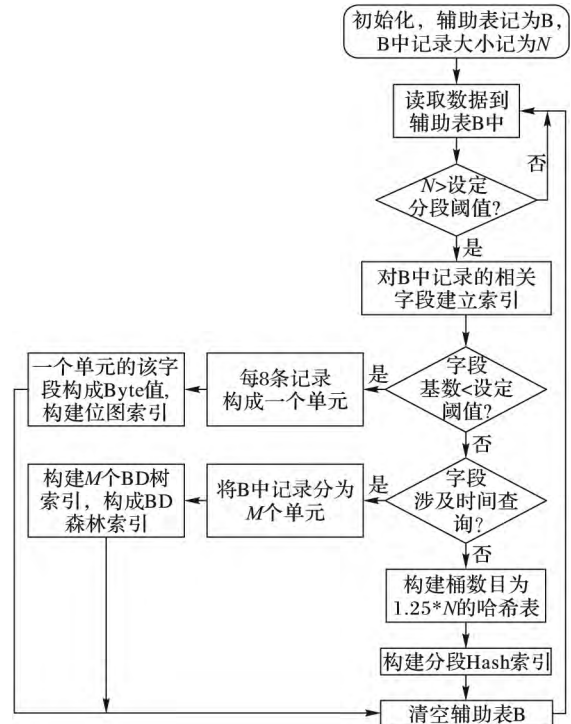 初始化，辅助表记为B，
B中记录大小记为N
读取数据到
辅助表B中
否
N>设定
分段阈值?
是
对B中记录的相关
字段建立索引
字段
基数<设定
阈值?
是
每8条记录
构成一个单元
一个单元的该字
段构成Byte值，
构建位图索引
否
字段
涉及时间查
询?
是
将B中记录分为
M个单元
构建M个BD树
索引，构成BD
森林索引
否
构建桶数目为
1.25*N的哈希表
构建分段Hash索引
清空辅助表B